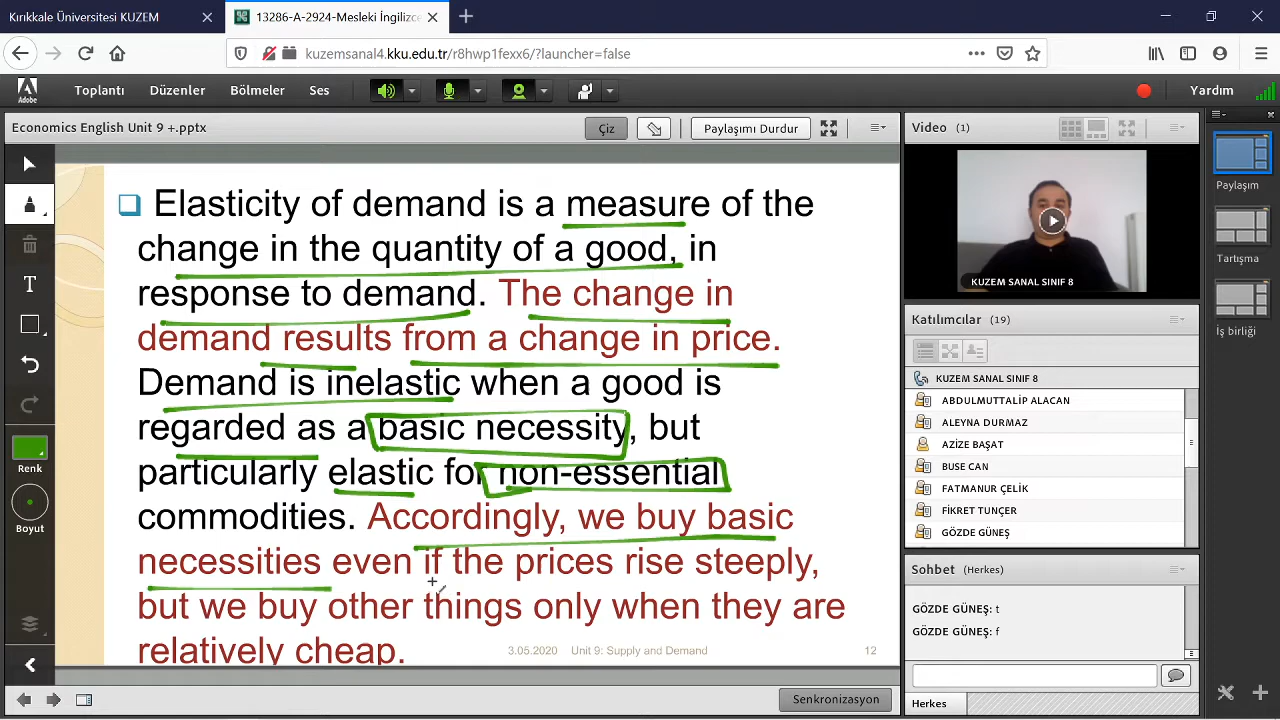 Kırıkkale Üniversitesi KUZEM
13286-A-2924-Mesleki İngilizce
kuzemsanal4.kku.edu.tr/r8hwp1fexx6/?launcher=false
Adobe
Toplantı Düzenler Bölmeler Ses Yardım
Economics English Unit 9 +.pptx
Çiz
Paylaşımı Durdur
Elasticity of demand is a measure of the
change in the quantity of a good, in
response to demand. The change in
demand results from a change in price.
Demand is inelastic when a good is
regarded as a basic necessity, but
particularly elastic for non-essential
commodities. Accordingly, we buy basic
necessities even if the prices rise steeply,
but we buy other things only when they are
relatively cheap.
3.05.2020 Unit 9: Supply and Demand 12
T
Renk
Boyut
Senkronizasyon
Video (1)
KUZEM SANAL SINIF 8
Katılımcılar (19)
KUZEM SANAL SINIF 8
ABDULMUTTALİP ALACAN
ALEYNA DURMAZ
AZİZE BAŞAT
BUSE CAN
FATMANUR ÇELİK
FİKRET TUNÇER
GÖZDE GÜNEŞ
Sohbet (Herkes)
GÖZDE GÜNEŞ: t
GÖZDE GÜNEŞ: f
Herkes
Paylaşım
Tartışma
İş birliği